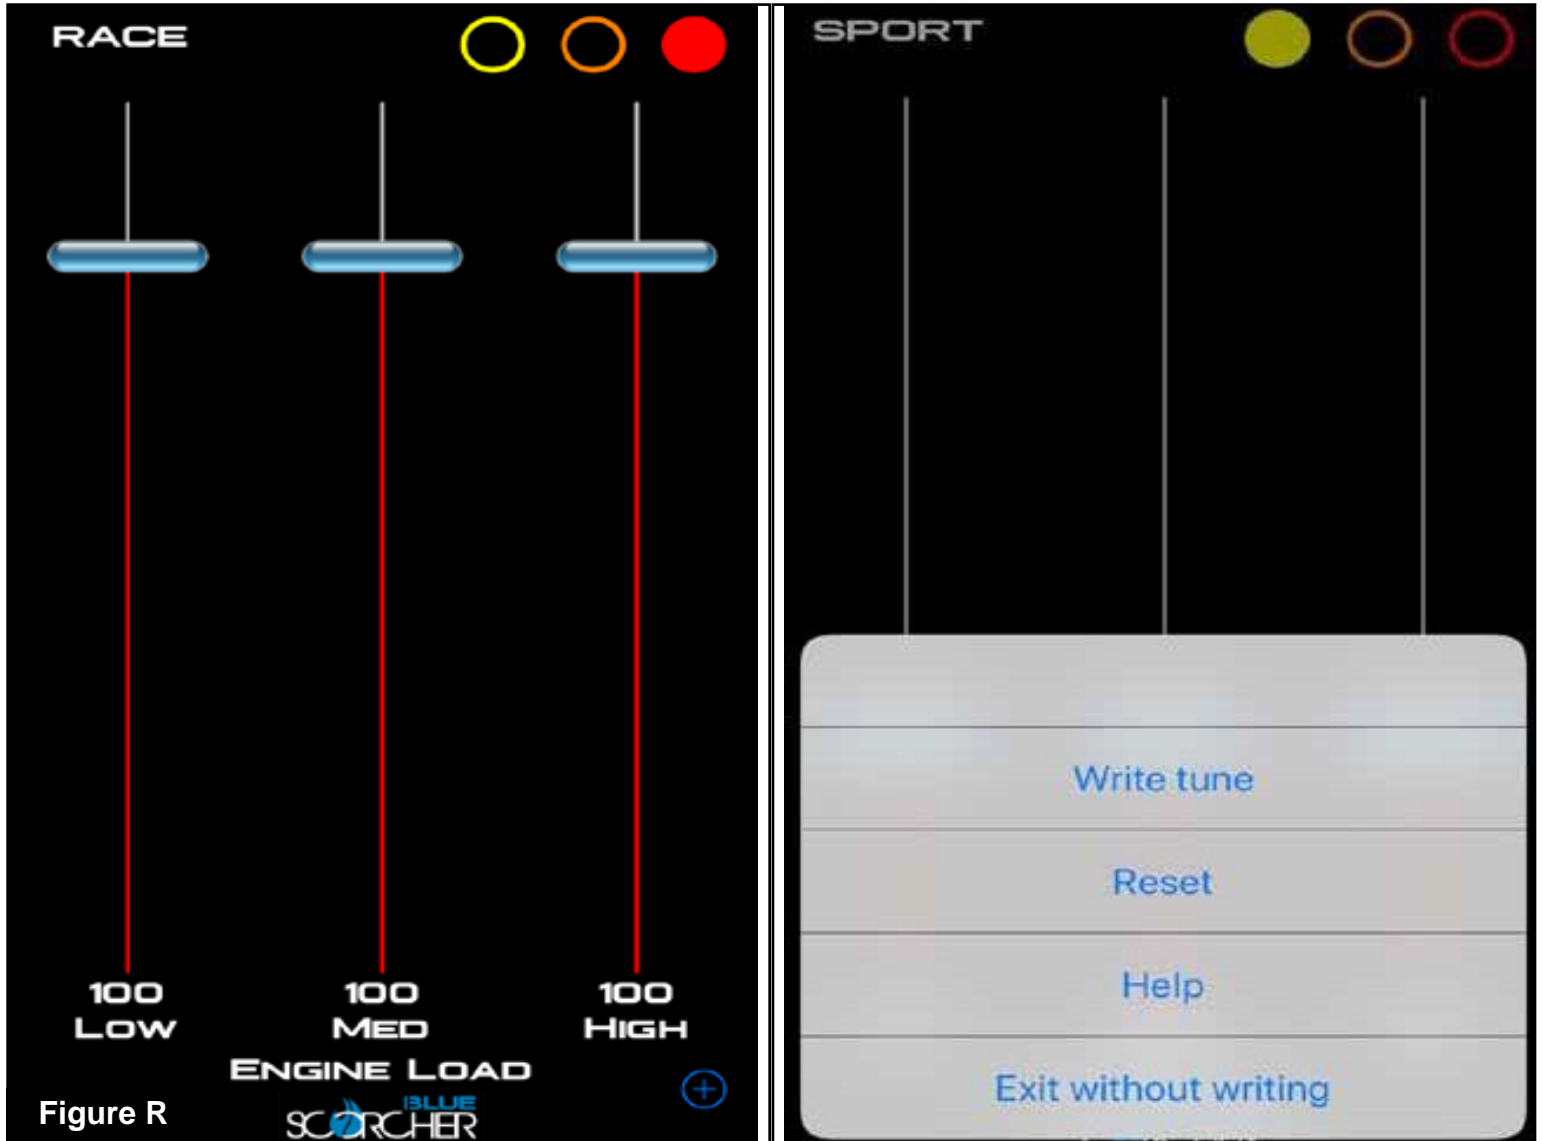 RACE
100 100 100
LOW MED HIGH
ENGINE LOAD
Figure R
BLUE
SCORCHER
SPORT
Write tune
Reset
Help
Exit without writing